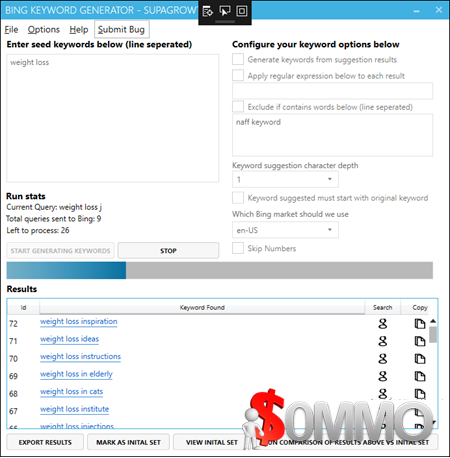 BING KEYWORD GENERATOR - SUPAGROW
File Options Help Submit Bug
Enter seed keywords below (line seperated)
weight loss
Configure your keyword options below
Generate keywords from suggestion results
Apply regular expression below to each result
Exclude if contains words below (line seperated)
naff keyword
Keyword suggestion character depth
1
Keyword suggested must start with original keyword
Which Bing market should we use
en-US
Skip Numbers
Run stats
Current Query: weight loss j
Total queries sent to Bing: 9
Left to process: 26
START GENERATING KEYWORDS STOP
Results
Id Keyword Found Search Copy
72 weight loss inspiration
71 weight loss ideas
70 weight loss instructions
69 weight loss in elderly
68 weight loss in cats
67 weight loss institute
66 weight loss injections
$OMMO
EXPORT RESULTS MARK AS INITAL SET VIEW INITAL SET COMPARISON OF RESULTS ABOVE VS INITAL SET